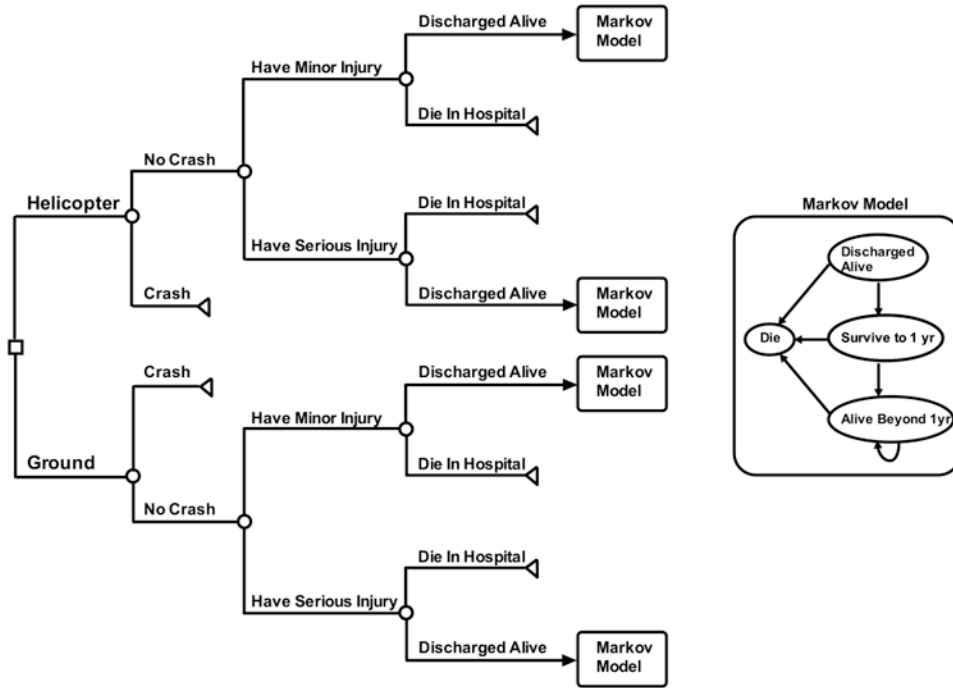 Discharged Alive
Markov
Model
Have Minor Injury
Die In Hospital
No Crash
Helicopter
Die In Hospital
Have Serious Injury
Crash
Discharged Alive
Markov
Model
Crash
Discharged Alive
Markov
Model
Have Minor Injury
Ground
Die In Hospital
No Crash
Die In Hospital
Have Serious Injury
Discharged Alive
Markov
Model
Markov Model
Discharged
Alive
Die
Survive to 1 yr
Alive Beyond 1yr